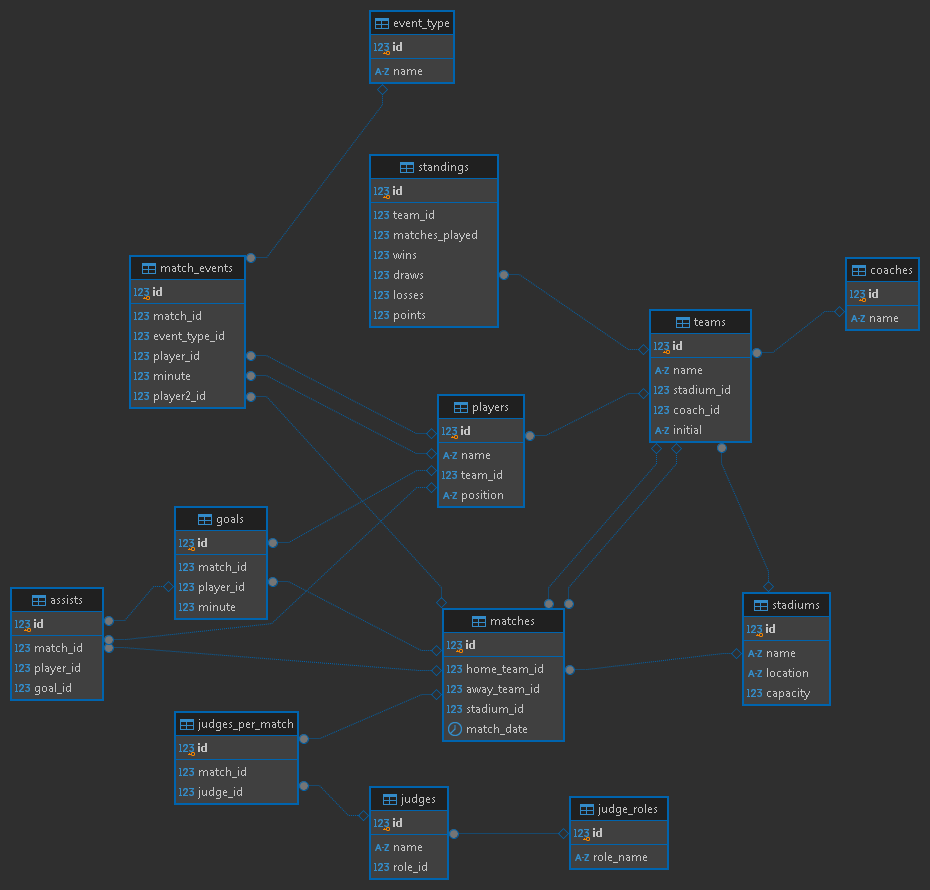 event_type
123 id
A-Z name
standings
123 id
123 team_id
123 matches_played
123 wins
123 draws
123 losses
123 points
match_events
123 id
123 match_id
123 event_type_id
123 player_id
123 minute
123 player2_id
coaches
123 id
A-Z name
teams
123 id
A-Z name
123 stadium_id
123 coach_id
A-Z initial
players
123 id
A-Z name
123 team_id
A-Z position
goals
123 id
123 match_id
123 player_id
123 minute
assists
123 id
123 match_id
123 player_id
123 goal_id
matches
123 id
123 home_team_id
123 away_team_id
123 stadium_id
match_date
stadiums
123 id
A-Z name
A-Z location
123 capacity
judges_per_match
123 id
123 match_id
123 judge_id
judges
123 id
A-Z name
123 role_id
judge_roles
123 id
A-Z role_name